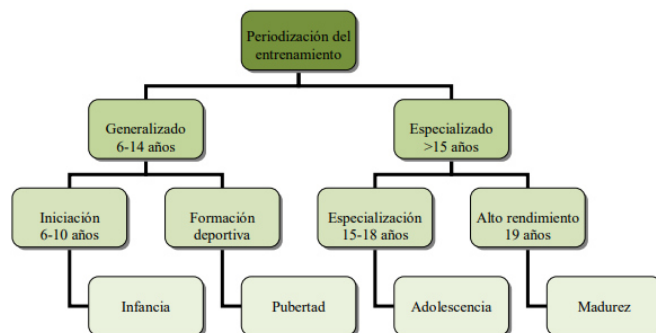 Periodización del
entrenamiento
Generalizado
6-14 años
Especializado
>15 años
Iniciación
6-10 años
Formación
deportiva
Especialización
15-18 años
Alto rendimiento
19 años
Infancia
Pubertad
Adolescencia
Madurez